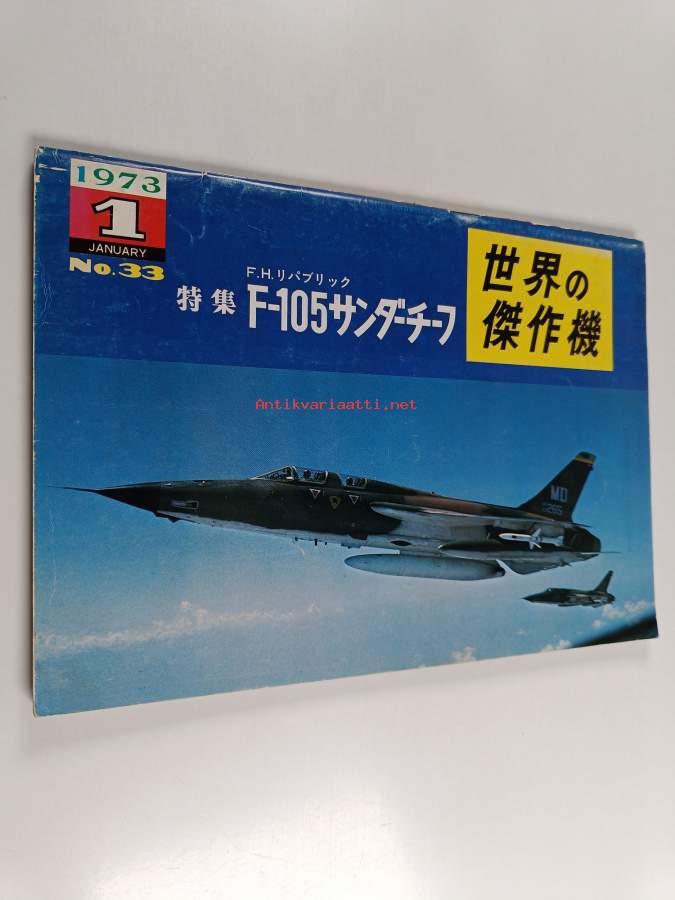 1973
1
JANUARY
No.33
F.H.リパブリック
特集 F-105サンダーチーフ
世界の
傑作機
Antikvariaatti.net
MD
265